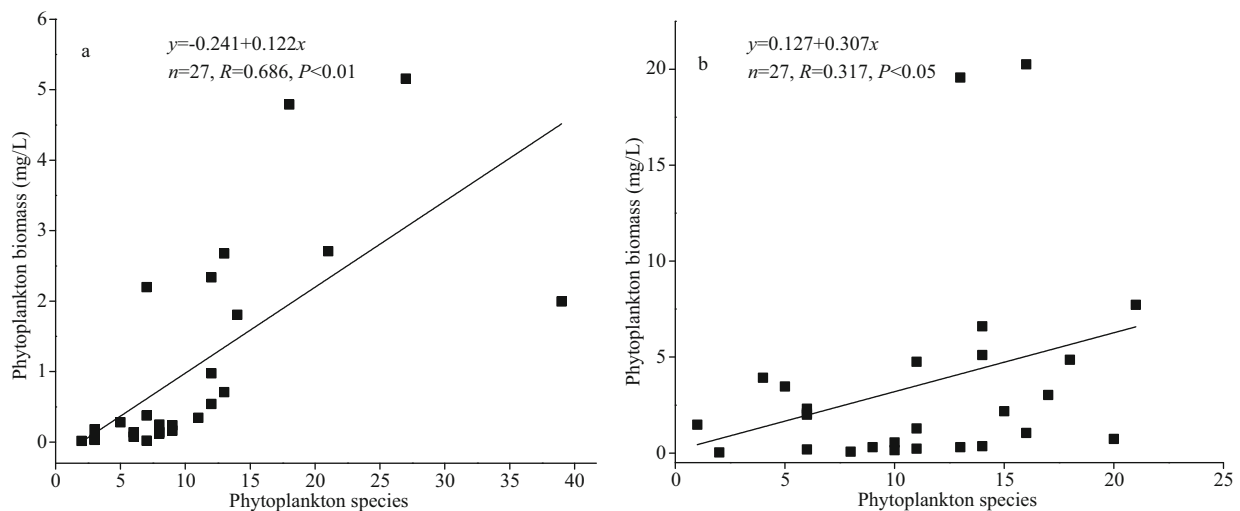 a
y=-0.241+0.122x
n=27, R=0.686, P<0.01
Phytoplankton biomass (mg/L)
6
5
4
3
2
1
0
0 5 10 15 20 25 30 35 40
Phytoplankton species
b
y=0.127+0.307x
n=27, R=0.317, P<0.05
Phytoplankton biomass (mg/L)
20
15
10
5
0
0 5 10 15 20 25
Phytoplankton species